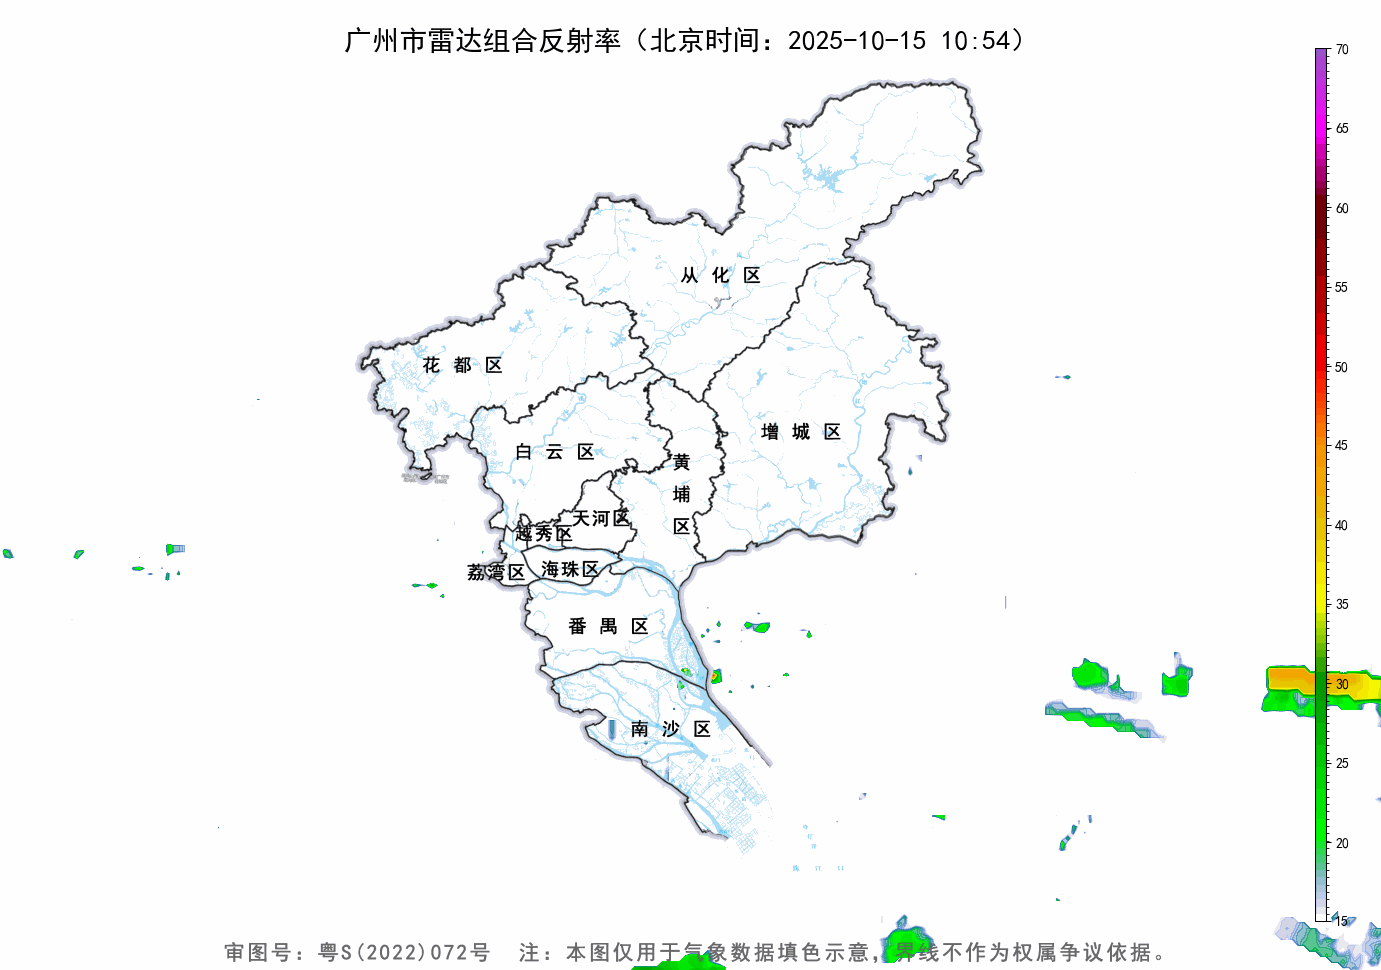 广州市雷达组合反射率（北京时间：2025-10-15 10:54）
70
65
60
55
50
45
40
35
30
25
20
15
从化区
花都区
增城区
白云区
黄埔区
天河区
越秀区
荔湾区
海珠区
番禺区
南沙区
审图号：粤S(2022)072号 注：本图仅用于气象数据填色示意，界线不作为权属争议依据。